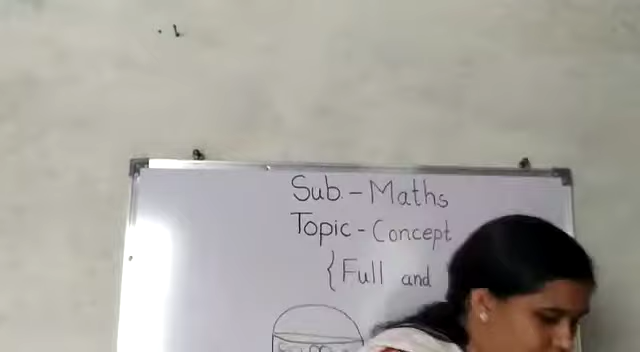 Sub - Maths
Topic - Concept
{Full and